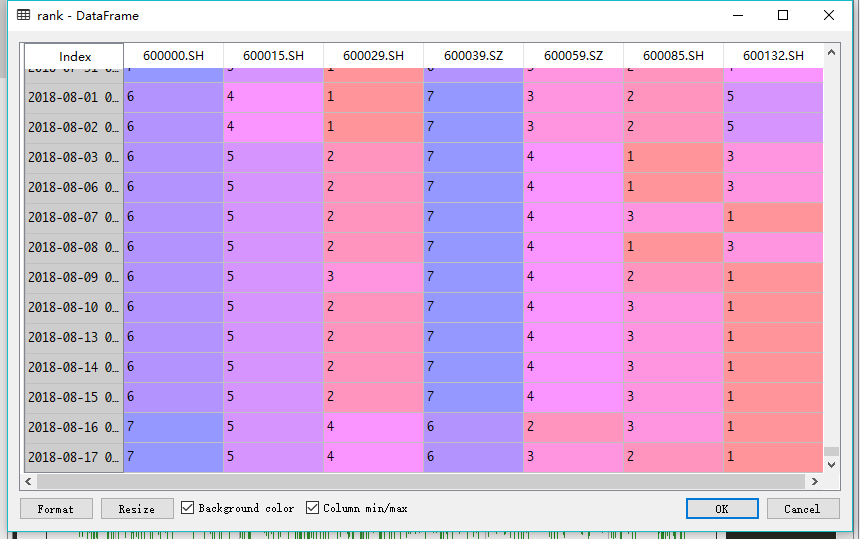 rank - DataFrame
Index 600000.SH 600015.SH 600029.SH 600039.SZ 600059.SZ 600085.SH 600132.SH
2018-08-01 0… 6 4 1 7 3 2 5
2018-08-02 0… 6 4 1 7 3 2 5
2018-08-03 0… 6 5 2 7 4 1 3
2018-08-06 0… 6 5 2 7 4 1 3
2018-08-07 0… 6 5 2 7 4 3 1
2018-08-08 0… 6 5 2 7 4 1 3
2018-08-09 0… 6 5 3 7 4 2 1
2018-08-10 0… 6 5 2 7 4 3 1
2018-08-13 0… 6 5 2 7 4 3 1
2018-08-14 0… 6 5 2 7 4 3 1
2018-08-15 0… 6 5 2 7 4 3 1
2018-08-16 0… 7 5 4 6 2 3 1
2018-08-17 0… 7 5 4 6 3 2 1
Format Resize Background color Column min/max OK Cancel